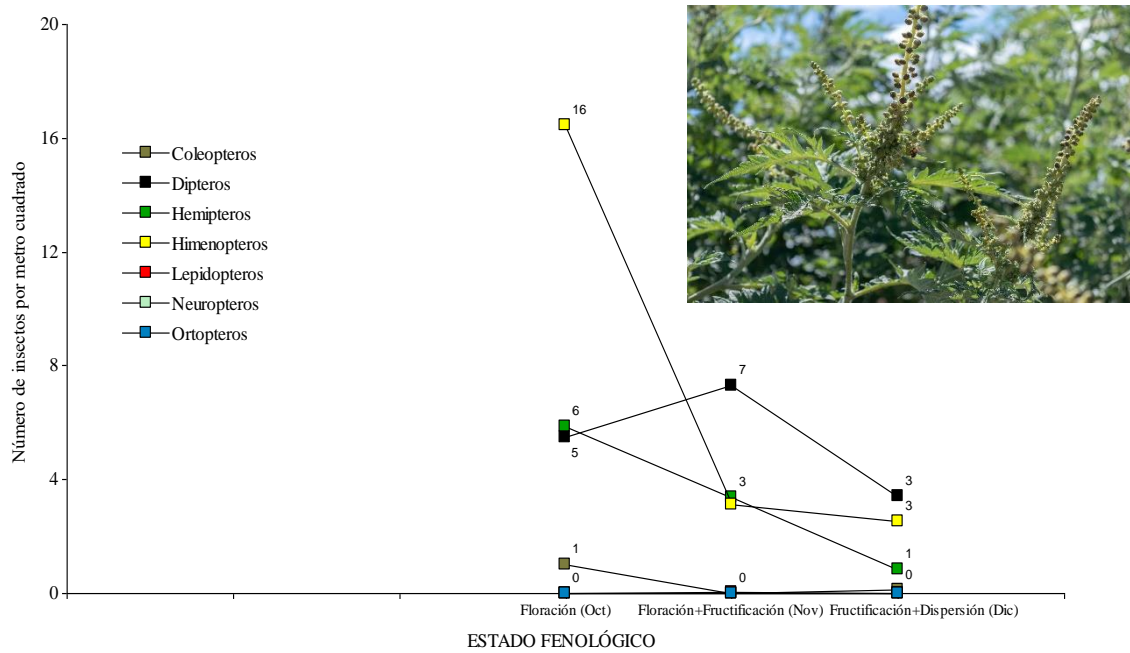 20
16
12
8
4
0
Número de insectos por metro cuadrado
Coleopteros
Dipteros
Hemipteros
Himenopteros
Lepidopteros
Neuropteros
Ortopteros
16
6
5
1
0
7
3
0
3
3
1
0
Floración (Oct)
Floración+Fructificación (Nov)
Fructificación+Dispersión (Dic)
ESTADO FENOLÓGICO